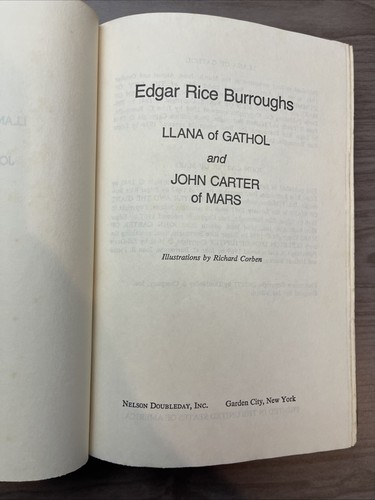 Edgar Rice Burroughs
LLANA of GATHOL
and
JOHN CARTER
of MARS
Illustrations by Richard Corben
NELSON DOUBLEDAY, INC. Garden City, New York